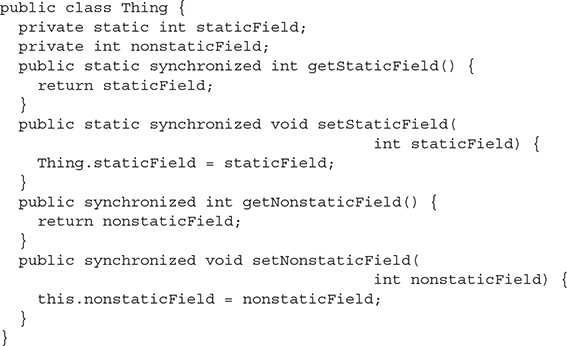 public class Thing {
  private static int staticField;
  private int nonstaticField;
  public static synchronized int getStaticField() {
    return staticField;
  }
  public static synchronized void setStaticField(
                                      int staticField) {
    Thing.staticField = staticField;
  }
  public synchronized int getNonstaticField() {
    return nonstaticField;
  }
  public synchronized void setNonstaticField(
                                      int nonstaticField) {
    this.nonstaticField = nonstaticField;
  }
}